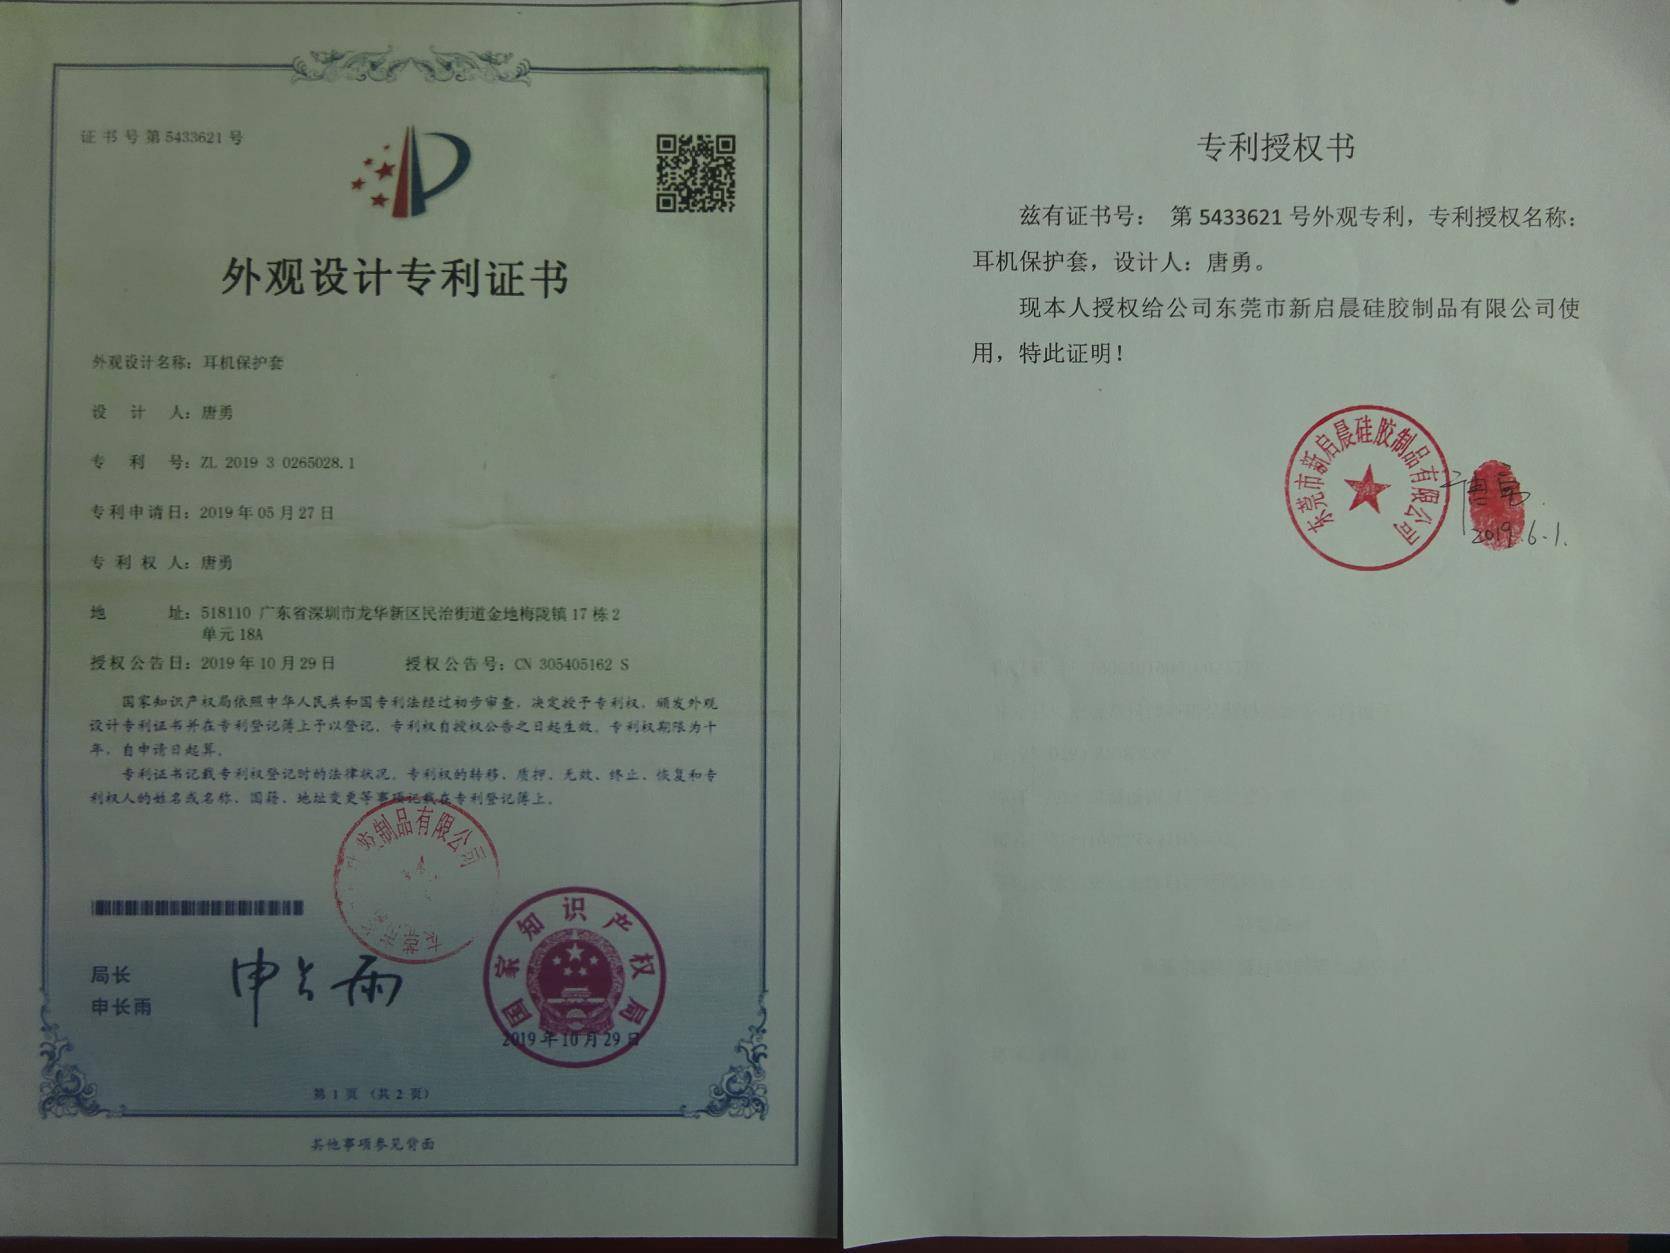 证书号第5433621号
外观设计专利证书
外观设计名称：耳机保护套
设 计 人：唐勇
专 利 号：ZL 2019 3 0265028.1
专利申请日：2019年05月27日
专 利 权 人：唐勇
地 址：518110 广东省深圳市龙华新区民治街道金地梅陇镇17栋2
单元18A
授权公告日：2019年10月29日 授权公告号：CN 305405162 S
国家知识产权局依照中华人民共和国专利法经过初步审查，决定授予专利权，颁发外观
设计专利证书并在专利登记簿上予以登记。专利权自授权公告之日起生效。专利权期限为十
年，自申请日起算。
专利证书记载专利权登记时的法律状况。专利权的转移、质押、无效、终止、恢复和专
利权人的姓名或名称、国籍、地址变更等事项记载在专利登记簿上。
制品有限公司
局长
申长雨
申长雨
国家知识产权局
2019年10月29日
第1页（共2页）
其他事项参见背面
专利授权书
兹有证书号： 第5433621号外观专利，专利授权名称：
耳机保护套，设计人：唐勇。
现本人授权给公司东莞市新启晨硅胶制品有限公司使
用，特此证明！
东莞市新启晨硅胶制品有限公司
唐勇
2019.6.1.